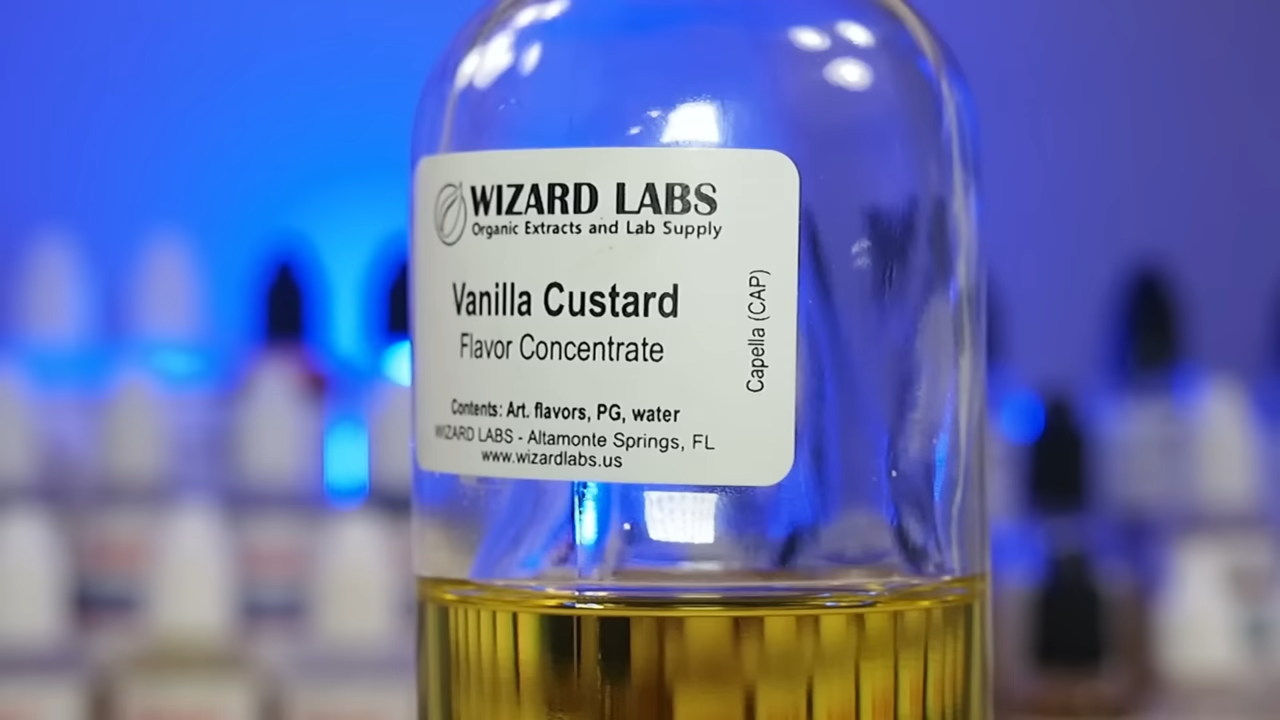 WIZARD LABS
Organic Extracts and Lab Supply
Vanilla Custard
Flavor Concentrate
Capella (CAP)
Contents: Art. flavors, PG, water
WIZARD LABS - Altamonte Springs, FL
www.wizardlabs.us